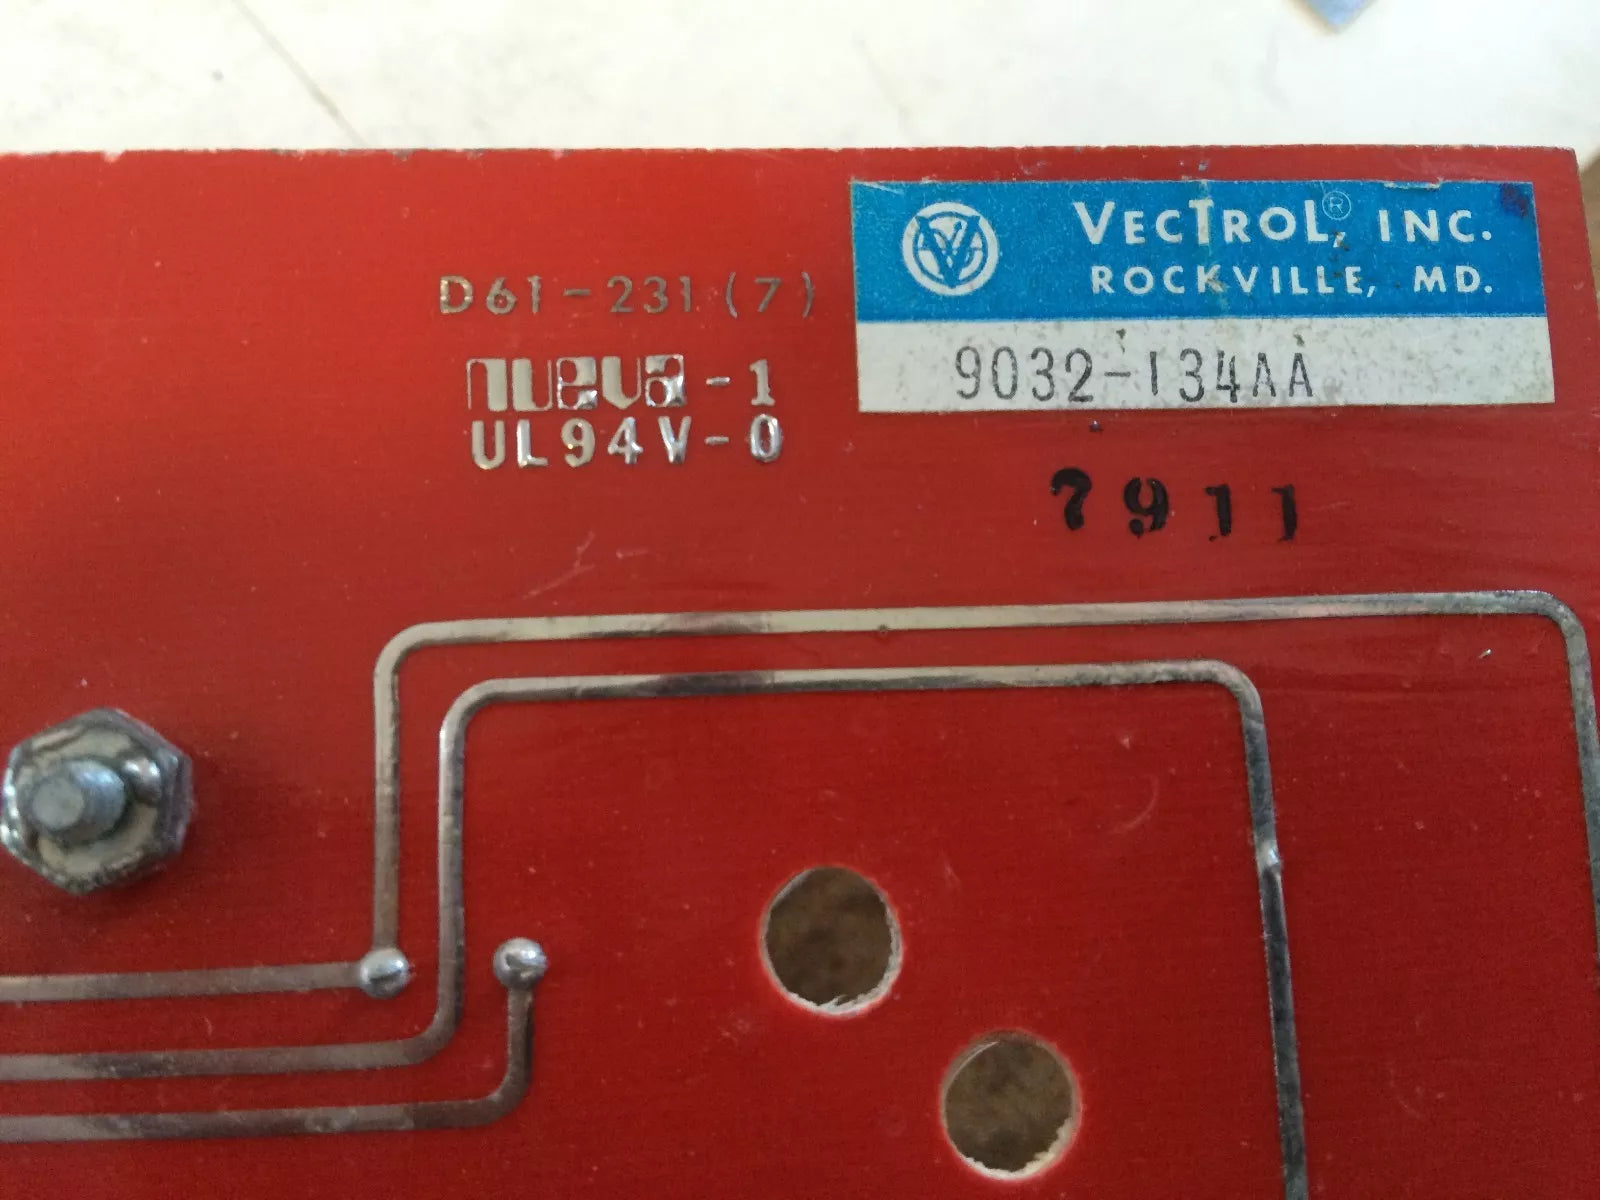 VECTROL®, INC.
ROCKVILLE, MD.
9032-134AA
D61-231(7)
nueva-1
UL94V-0
7911